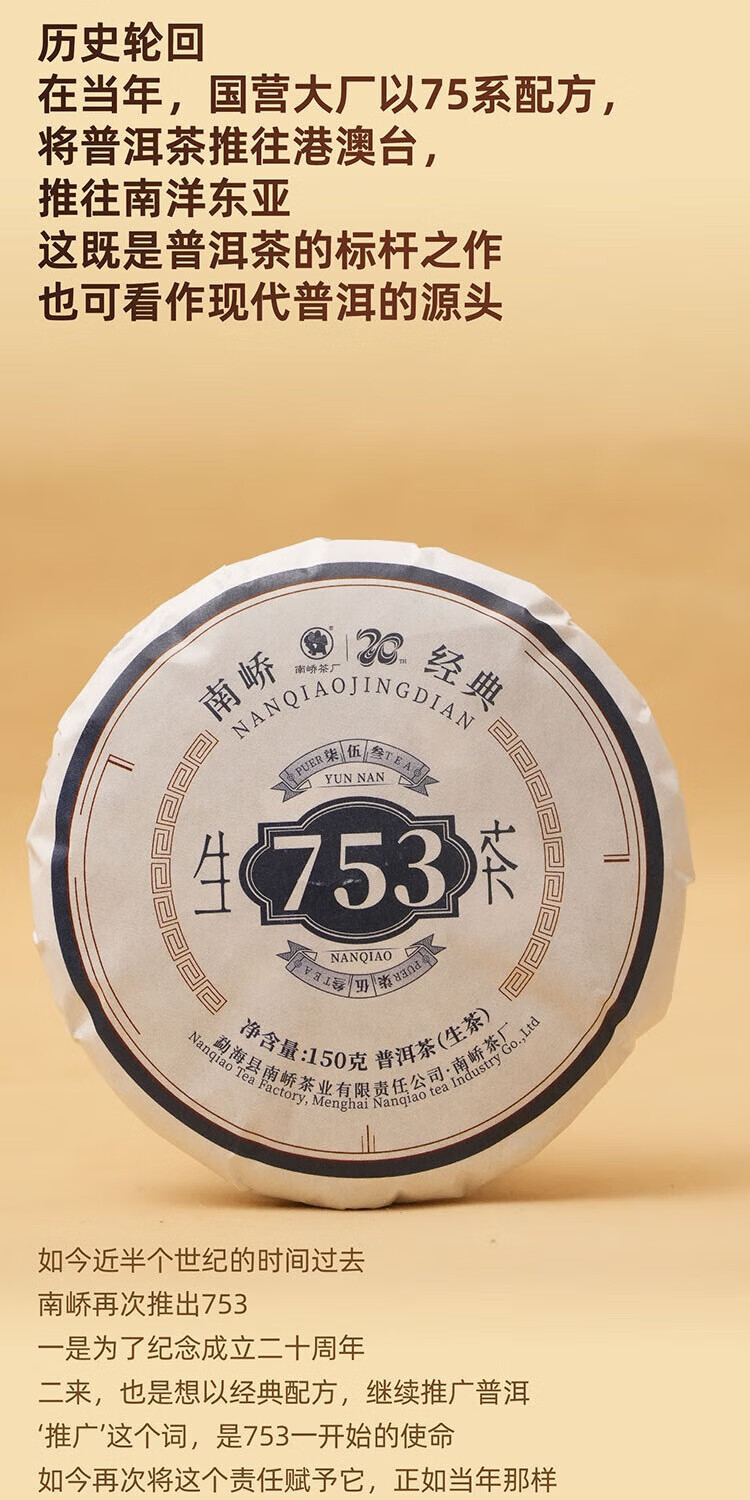 历史轮回
在当年，国营大厂以75系配方，
将普洱茶推往港澳台，
推往南洋东亚
这既是普洱茶的标杆之作
也可看作现代普洱的源头
南峤 经典
南峤茶厂
NANQIAOJINGDIAN
PUER柒伍叁TEA
YUN NAN
生 753 茶
NANQIAO
PUER柒伍叁TEA
净含量:150克 普洱茶(生茶)
勐海县南峤茶业有限责任公司·南峤茶厂
Nanqiao Tea Factory, Menghai Nanqiao tea Industry Go.,Ltd
如今近半个世纪的时间过去
南峤再次推出753
一是为了纪念成立二十周年
二来，也是想以经典配方，继续推广普洱
‘推广’这个词，是753一开始的使命
如今再次将这个责任赋予它，正如当年那样